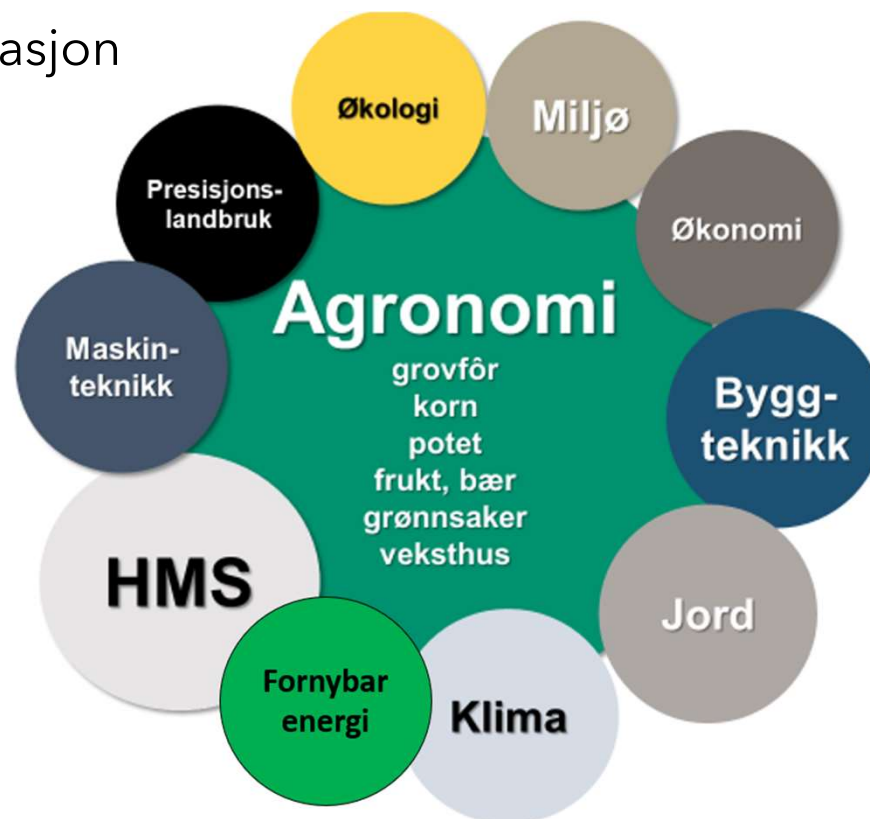 asjon
Økologi
Miljø
Presisjons-
landbruk
Økonomi
Agronomi
grovfôr
korn
potet
frukt, bær
grønnsaker
veksthus
Maskin-
teknikk
Bygg-
teknikk
HMS
Jord
Fornybar
energi
Klima